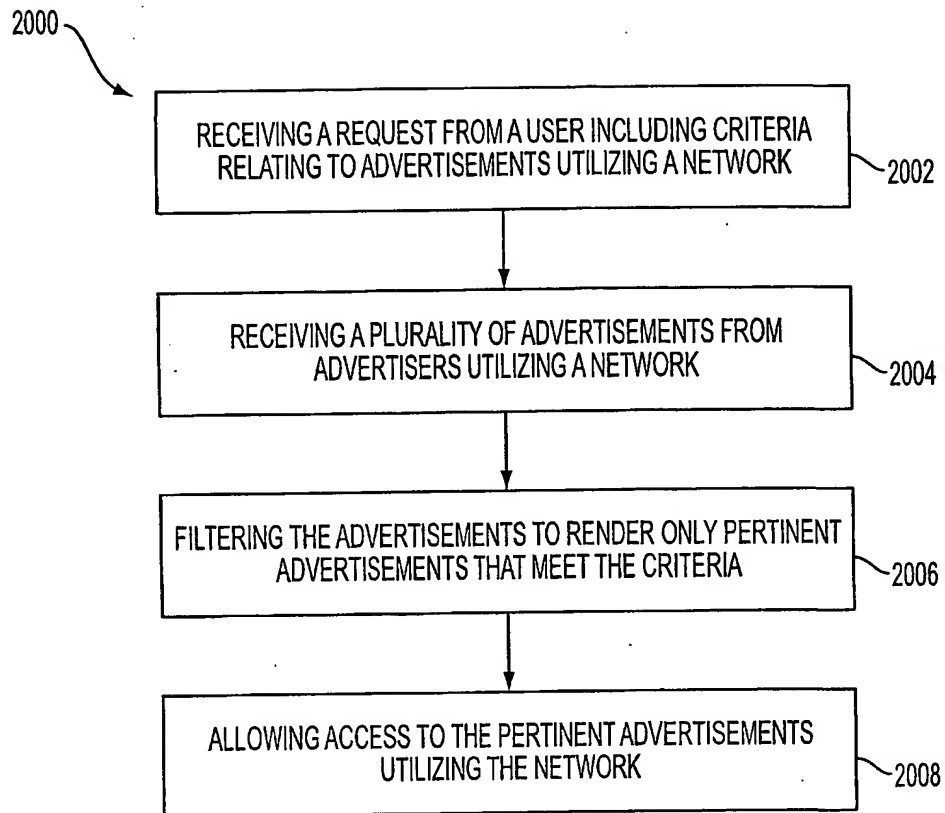 2000
RECEIVING A REQUEST FROM A USER INCLUDING CRITERIA
RELATING TO ADVERTISEMENTS UTILIZING A NETWORK
2002
RECEIVING A PLURALITY OF ADVERTISEMENTS FROM
ADVERTISERS UTILIZING A NETWORK
2004
FILTERING THE ADVERTISEMENTS TO RENDER ONLY PERTINENT
ADVERTISEMENTS THAT MEET THE CRITERIA
2006
ALLOWING ACCESS TO THE PERTINENT ADVERTISEMENTS
UTILIZING THE NETWORK
2008